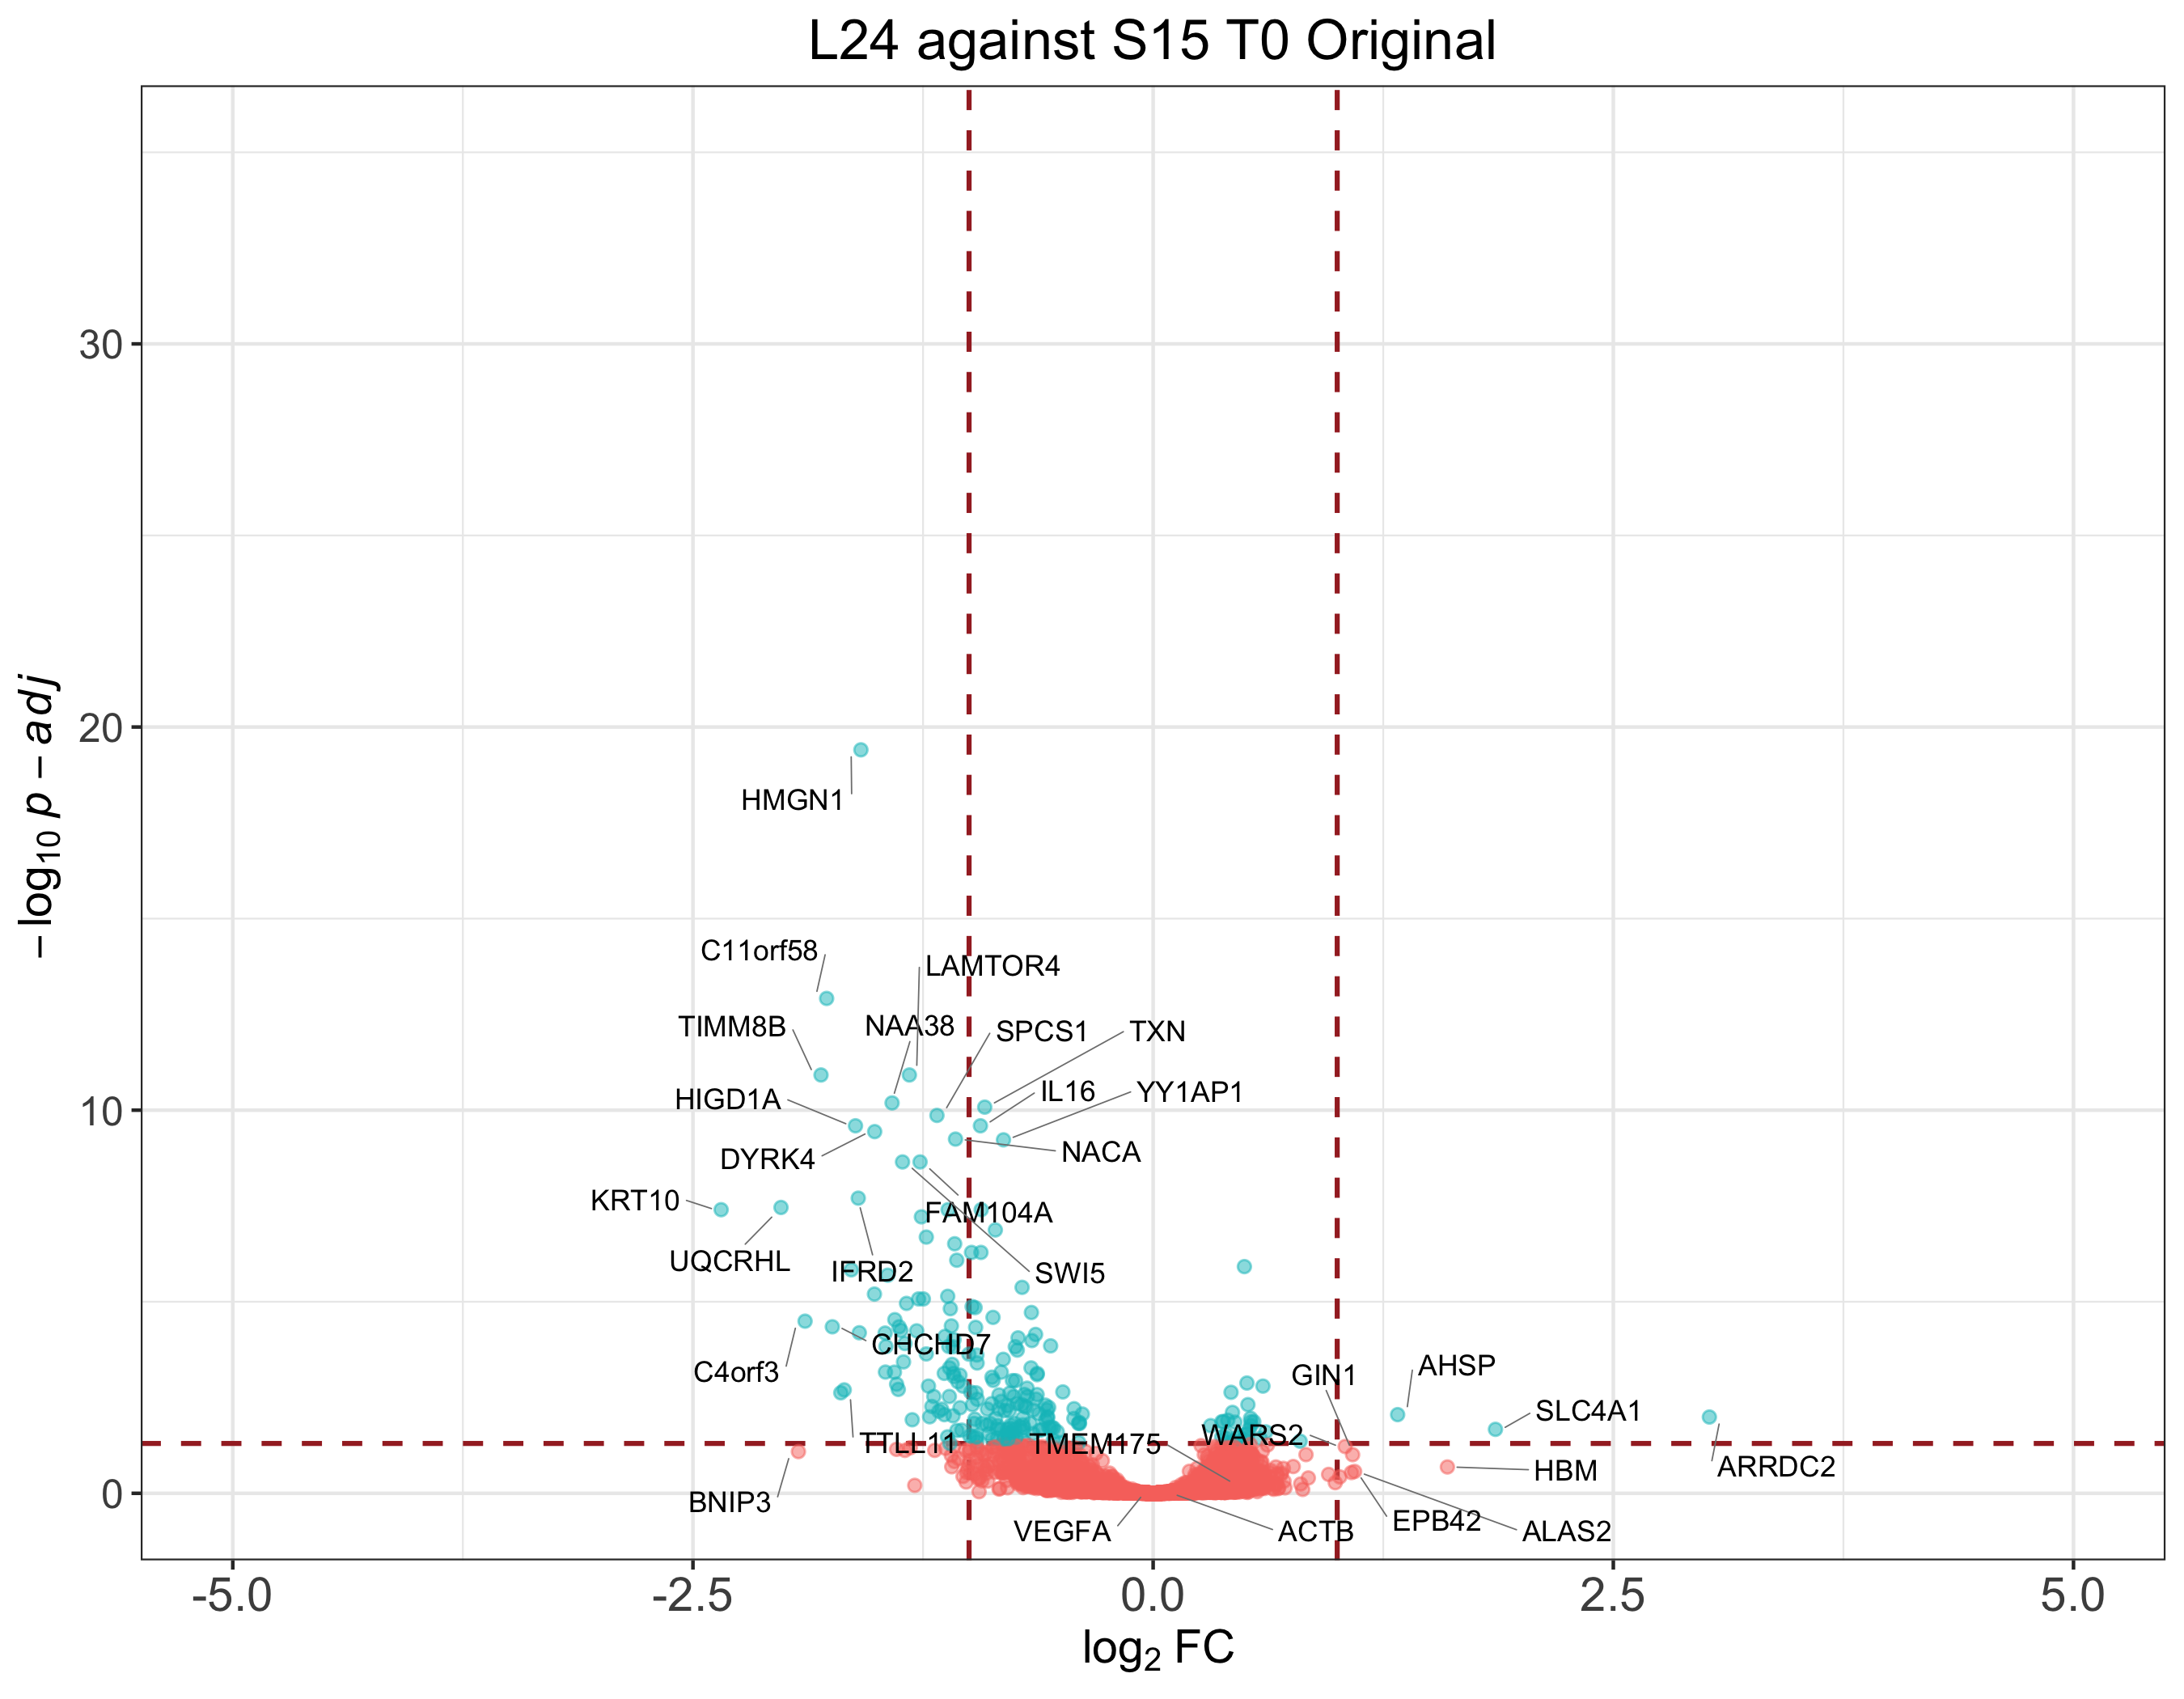 L24 against S15 T0 Original
−log10 p − adj
30
20
10
0
HMGN1
C11orf58
LAMTOR4
TIMM8B
NAA38
SPCS1
TXN
HIGD1A
IL16
YY1AP1
DYRK4
NACA
KRT10
FAM104A
UQCRHL
IFRD2
SWI5
CHCHD7
C4orf3
GIN1
AHSP
SLC4A1
TTLL11
TMEM175
WARS2
HBM
ARRDC2
BNIP3
VEGFA
ACTB
EPB42
ALAS2
-5.0
-2.5
0.0
2.5
5.0
log2 FC